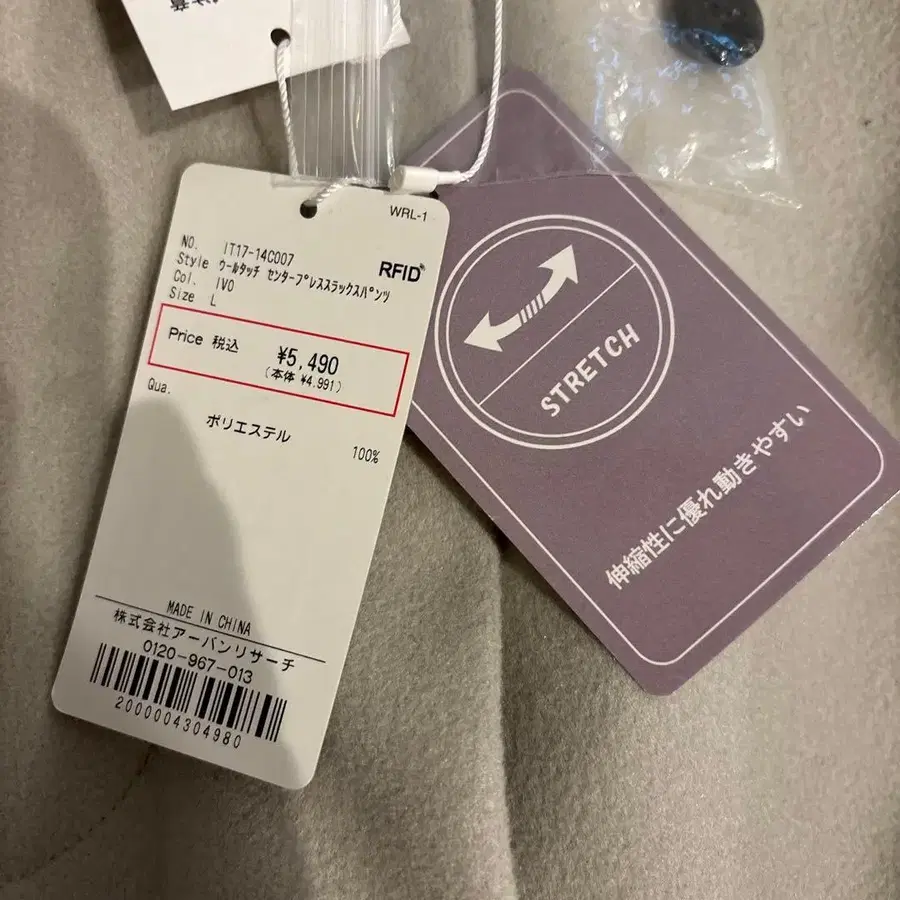 注意
WRL-1
NO. IT17-14C007
RFID
Style ウールタッチ センタープレススラックスパンツ
Col. IVO
Size L
Price 税込 ¥5,490
(本体 ¥4,991)
Qua.
ポリエステル
100%
MADE IN CHINA
株式会社アーバンリサーチ
0120-967-013
2000004304980
STRETCH
伸縮性に優れ動きやすい